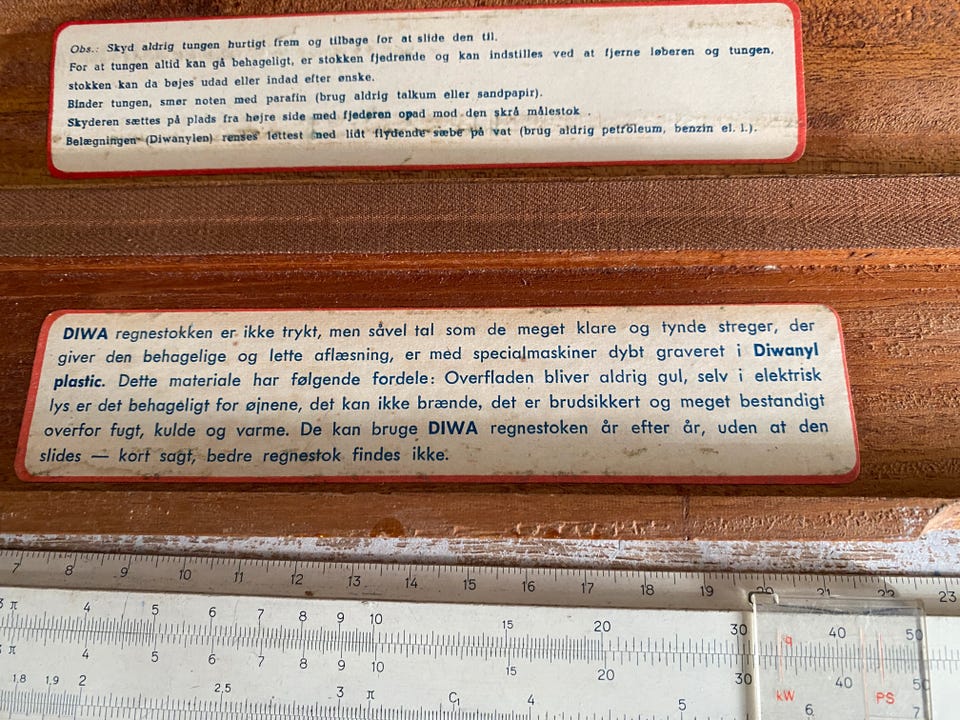 Obs.: Skyd aldrig tungen hurtigt frem og tilbage for at slide den til.
For at tungen altid kan gå behageligt, er stokken fjedrende og kan indstilles ved at fjerne løberen og tungen,
stokken kan da bøjes udad eller indad efter ønske.
Binder tungen, smør noten med parafin (brug aldrig talkum eller sandpapir).
Skyderen sættes på plads fra højre side med fjederen opad mod den skrå målestok.
Belægningen (Diwanylen) renses lettest med lidt flydende sæbe på vat (brug aldrig petroleum, benzin el. l.).
DIWA regnestokken er ikke trykt, men såvel tal som de meget klare og tynde streger, der
giver den behagelige og lette aflæsning, er med specialmaskiner dybt graveret i Diwanyl
plastic. Dette materiale har følgende fordele: Overfladen bliver aldrig gul, selv i elektrisk
lys er det behageligt for øjnene, det kan ikke brænde, det er brudsikkert og meget bestandigt
overfor fugt, kulde og varme. De kan bruge DIWA regnestoken år efter år, uden at den
slides — kort sagt, bedre regnestok findes ikke.
7 8 9 10 11 12 13 14 15 16 17 18 19 20 21 22 23
3 π 4 5 6 7 8 9 10 15 20 30 q 40 50
π 4 5 6 7 8 9 10 15 20 30 40 50
1,8 1,9 2 2,5 3 π C₁ 4 5 kW 6 PS 7